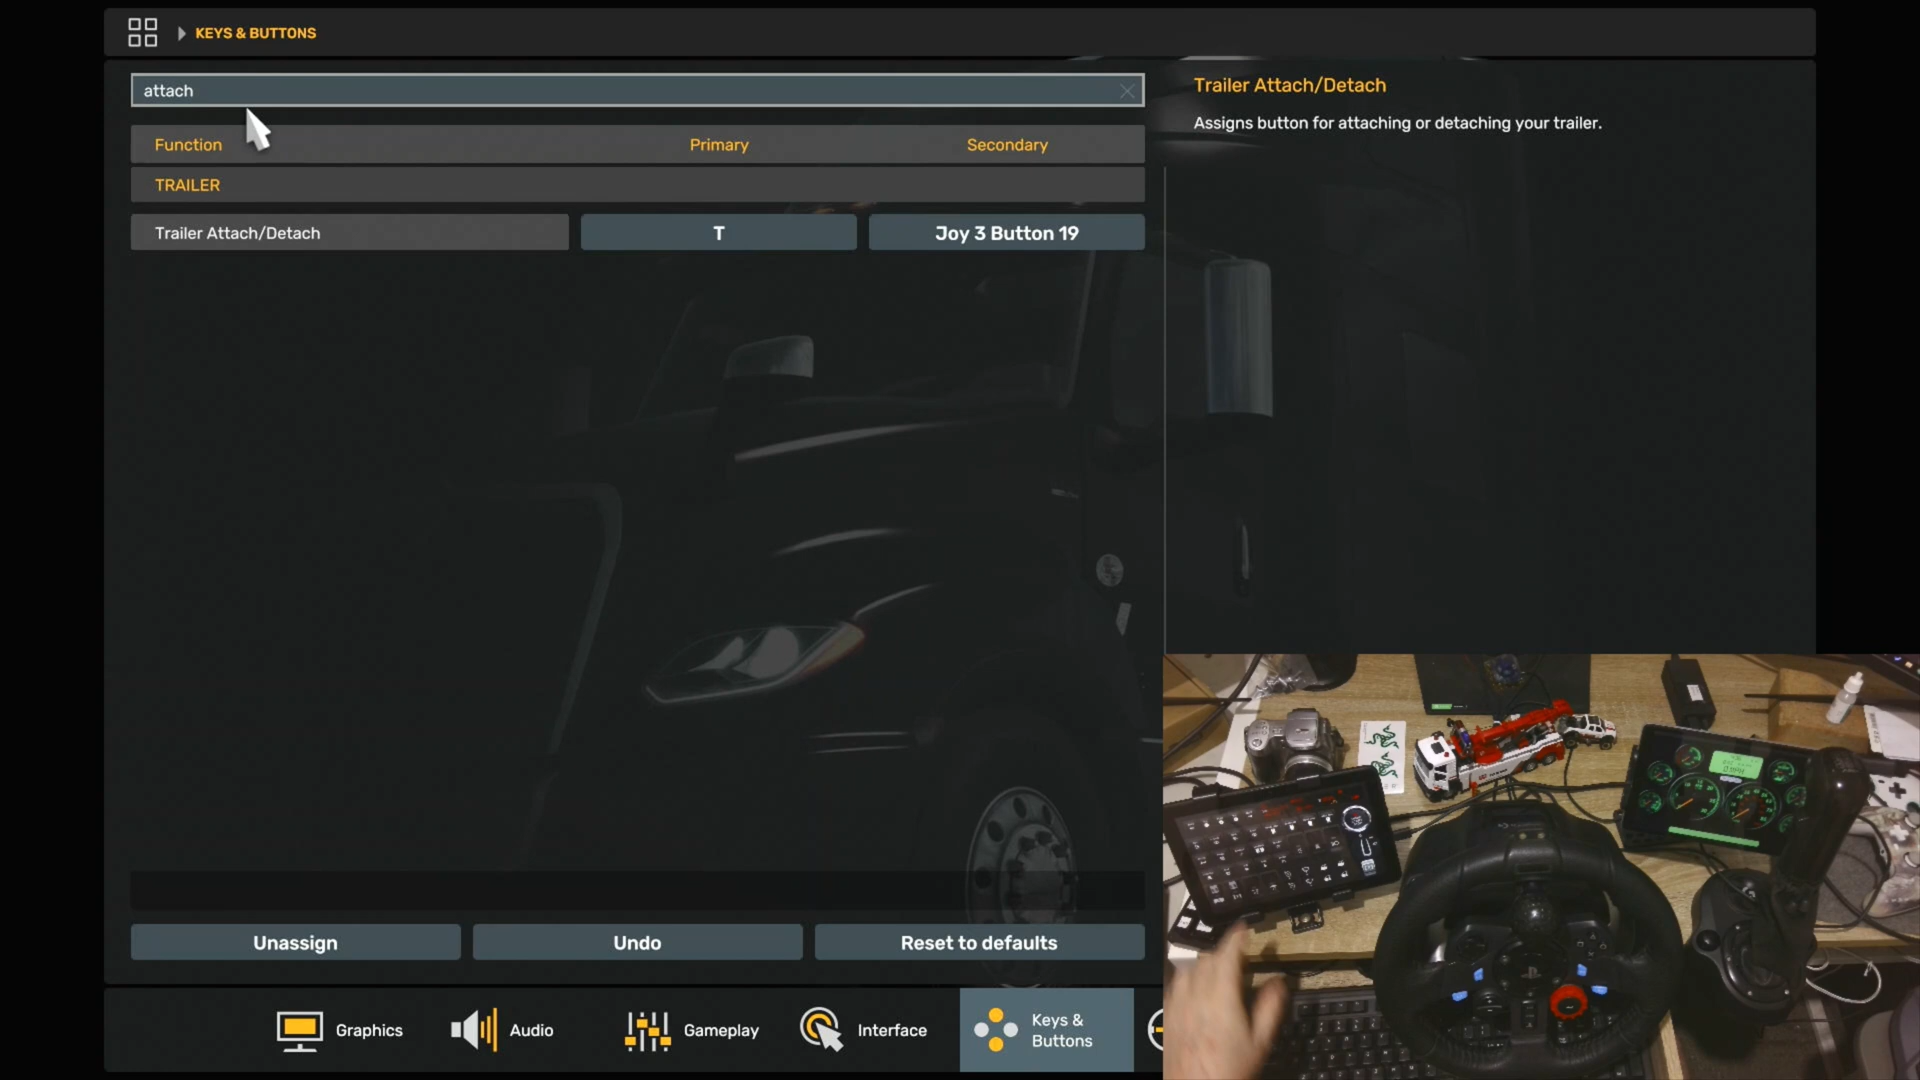 KEYS & BUTTONS
attach
Function Primary Secondary
TRAILER
Trailer Attach/Detach T Joy 3 Button 19
Trailer Attach/Detach
Assigns button for attaching or detaching your trailer.
Unassign Undo Reset to defaults
Graphics Audio Gameplay Interface Keys &
Buttons